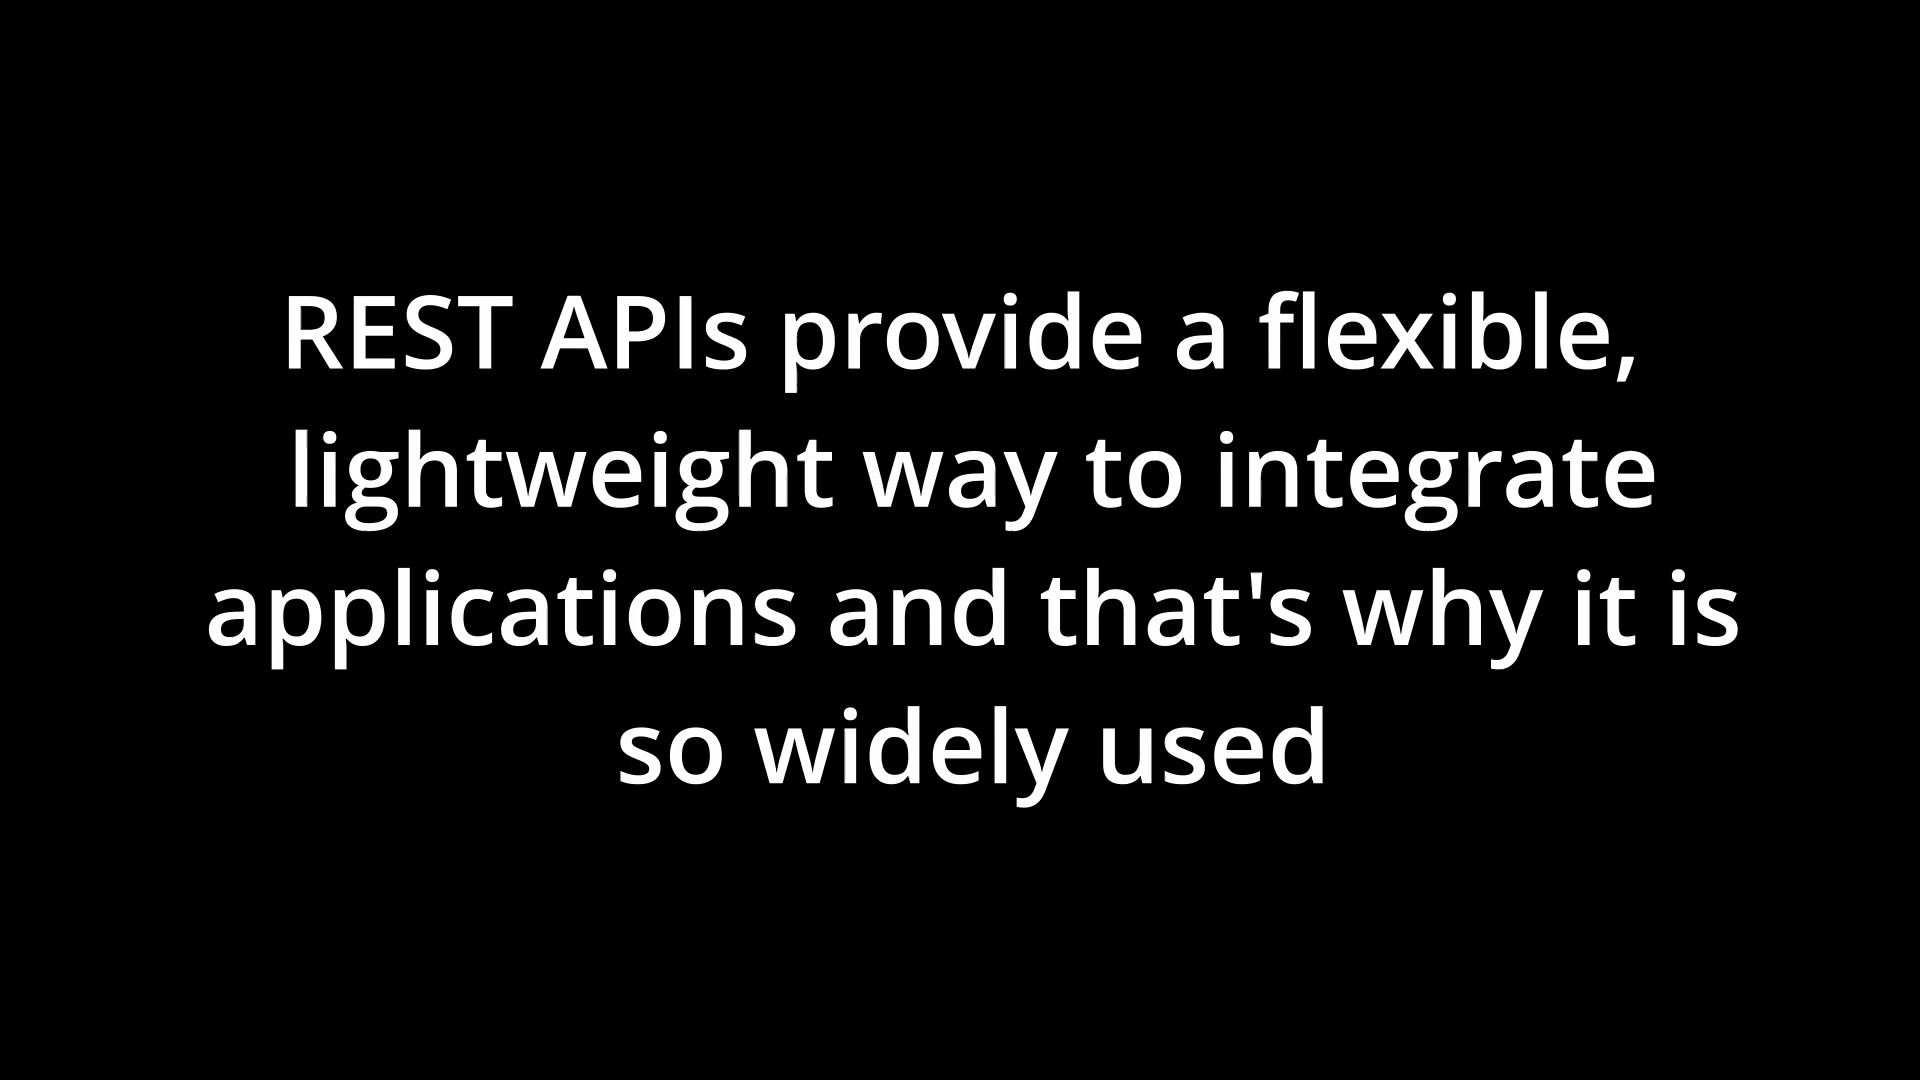 REST APIs provide a flexible,
lightweight way to integrate
applications and that's why it is
so widely used